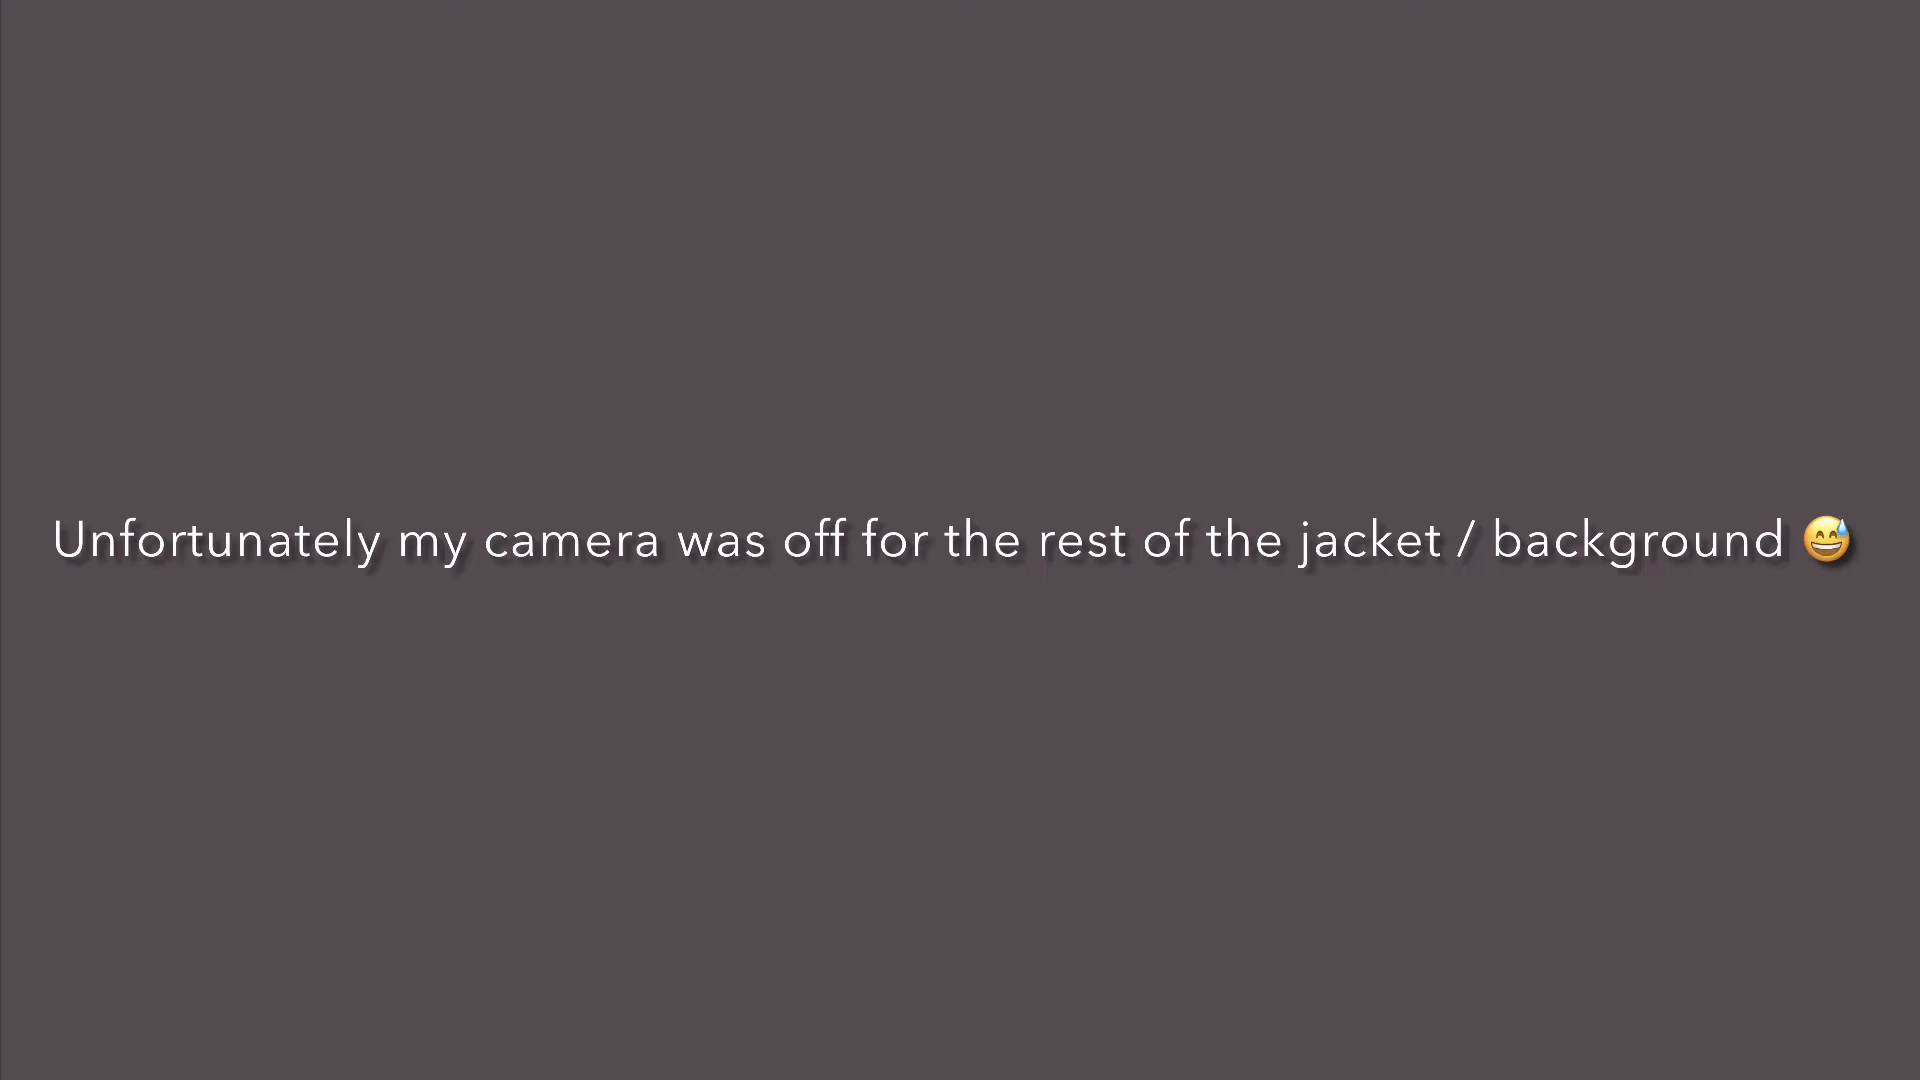 Unfortunately my camera was off for the rest of the jacket / background 😅